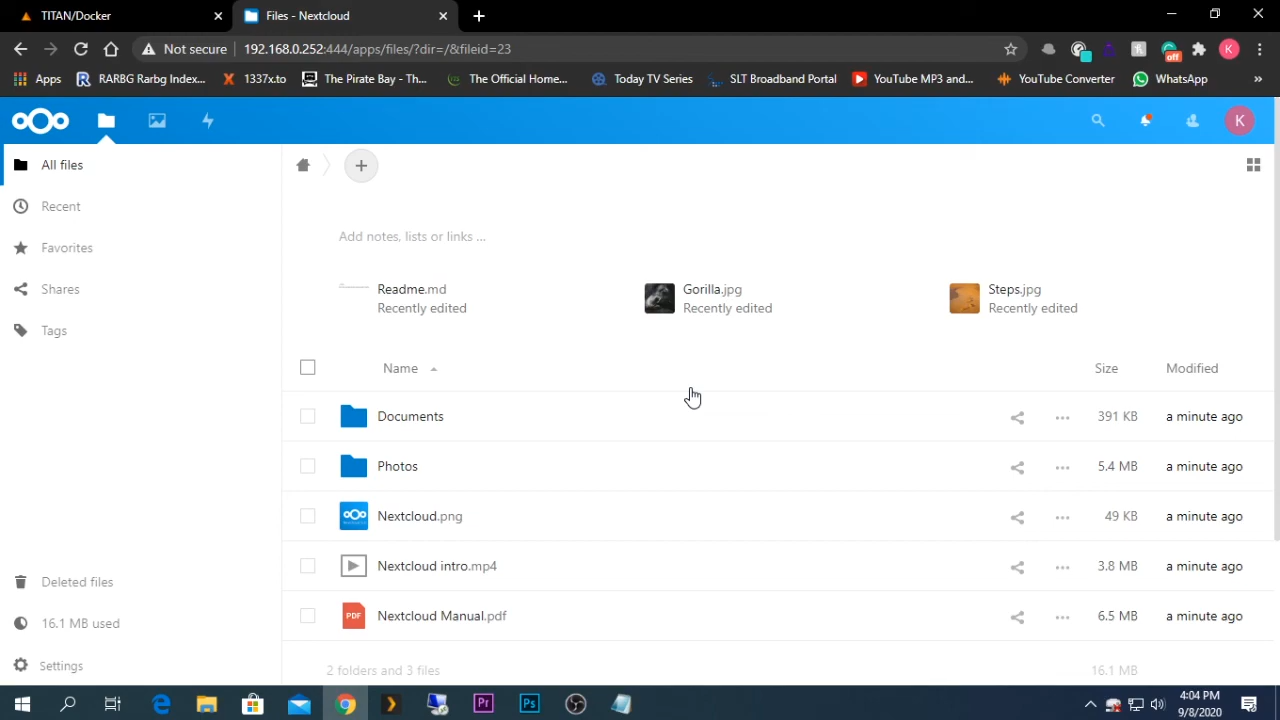 TITAN/Docker
Files - Nextcloud
Not secure
192.168.0.252:444/apps/files/?dir=/&fileid=23
K
Apps
RARBG Rarbg Index...
1337x.to
The Pirate Bay - Th...
The Official Home...
Today TV Series
SLT Broadband Portal
YouTube MP3 and...
YouTube Converter
WhatsApp
»
off
K
All files
Recent
Favorites
Shares
Tags
Deleted files
16.1 MB used
Settings
Add notes, lists or links ...
Readme.md
Recently edited
Gorilla.jpg
Recently edited
Steps.jpg
Recently edited
Name
Size
Modified
Documents
391 KB
a minute ago
Photos
5.4 MB
a minute ago
Nextcloud.png
49 KB
a minute ago
Nextcloud intro.mp4
3.8 MB
a minute ago
PDF
Nextcloud Manual.pdf
6.5 MB
a minute ago
2 folders and 3 files
16.1 MB
Pr
Ps
4:04 PM
9/8/2020